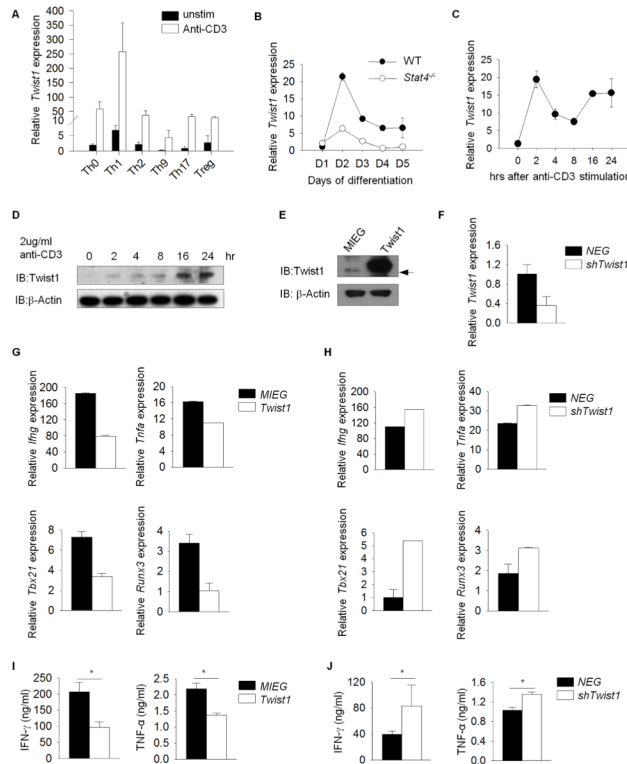 A
unstim
Anti-CD3
Relative Twist1 expression
400
350
300
250
200
150
100
50
10
5
0
Th0
Th1
Th2
Th9
Th17
Treg
B
WT
Stat4-/-
Relative Twist1 expression
25
20
15
10
5
0
D1 D2 D3 D4 D5
Days of differentiation
C
Relative Twist1 expression
25
20
15
10
5
0
0 2 4 8 16 24
hrs after anti-CD3 stimulation
D
2ug/ml
anti-CD3
0 2 4 8 16 24 hr
IB:Twist1
IB:β-Actin
E
MIEG
Twist1
IB:Twist1
IB: β-Actin
F
NEG
shTwist1
Relative Twist1 expression
1.6
1.2
0.8
0.4
0.0
G
MIEG
Twist1
Relative Ifng expression
200
160
120
80
40
0
Relative Tnfa expression
20
16
12
8
4
0
Relative Tbx21 expression
8
6
4
2
0
Relative Runx3 expression
4
3
2
1
0
H
NEG
shTwist1
Relative Ifng expression
200
160
120
80
40
0
Relative Tnfa expression
40
30
20
10
0
Relative Tbx21 expression
6
5
4
3
2
1
0
Relative Runx3 expression
4
3
2
1
0
I
MIEG
Twist1
IFN-γ (ng/ml)
250
200
150
100
50
0
*
TNF-α (ng/ml)
2.5
2.0
1.5
1.0
0.5
0.0
*
J
NEG
shTwist1
IFN-γ (ng/ml)
120
80
40
0
*
TNF-α (ng/ml)
1.6
1.2
0.8
0.4
0.0
*